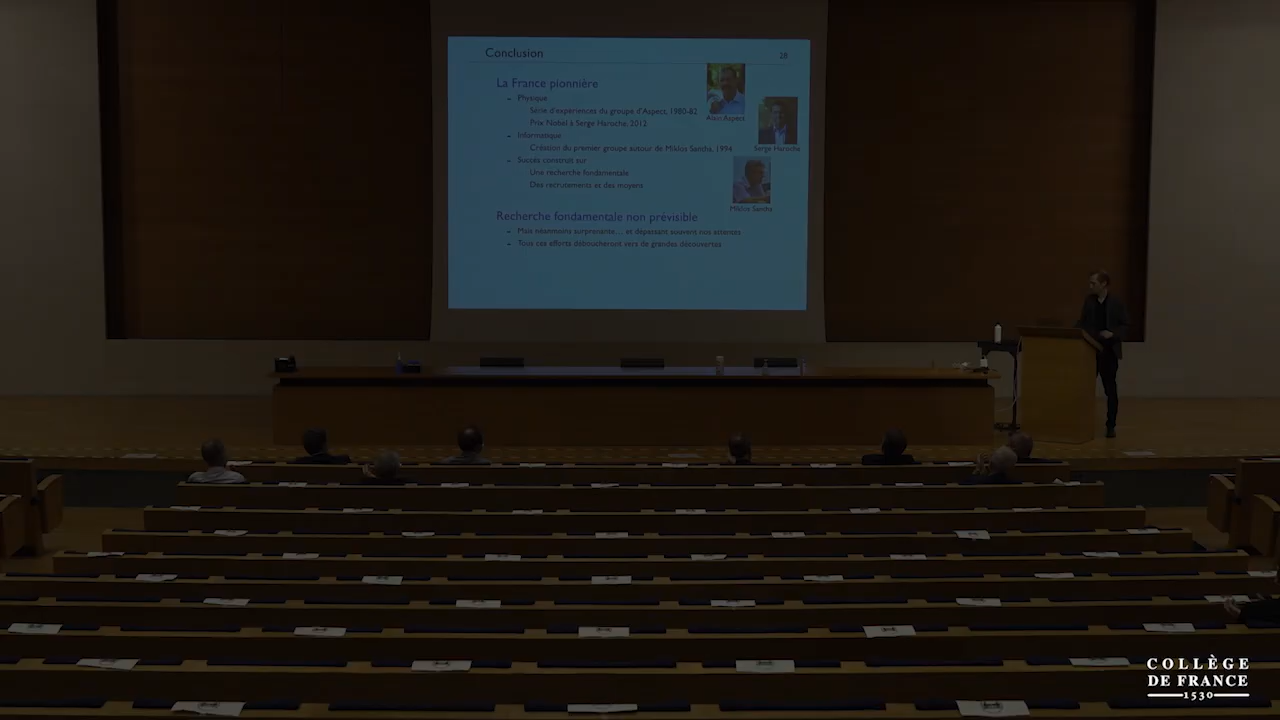 Conclusion
28
La France pionnière
- Physique
Série d'expériences du groupe d'Aspect, 1980-82
Prix Nobel à Serge Haroche, 2012
- Informatique
Création du premier groupe autour de Miklos Santha, 1994
- Succès construit sur
Une recherche fondamentale
Des recrutements et des moyens
Alain Aspect
Serge Haroche
Miklos Santha
Recherche fondamentale non prévisible
- Mais néanmoins surprenante… et dépassant souvent nos attentes
- Tous ces efforts déboucheront vers de grandes découvertes
COLLÈGE
DE FRANCE
1530